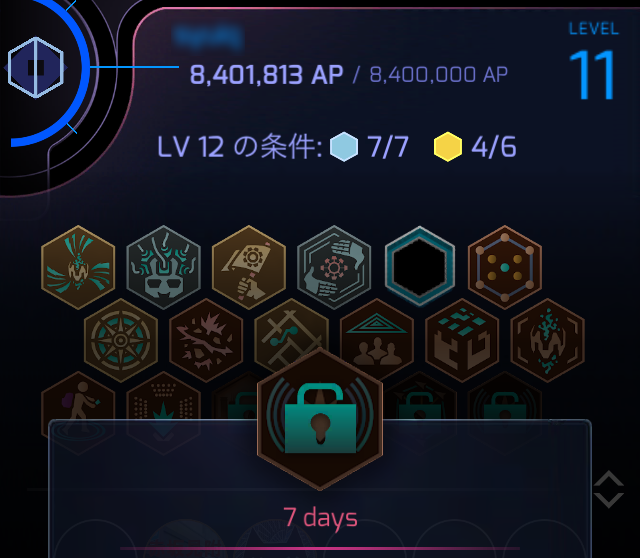 LEVEL
11
8,401,813 AP / 8,400,000 AP
LV 12 の条件: 7/7 4/6
7 days